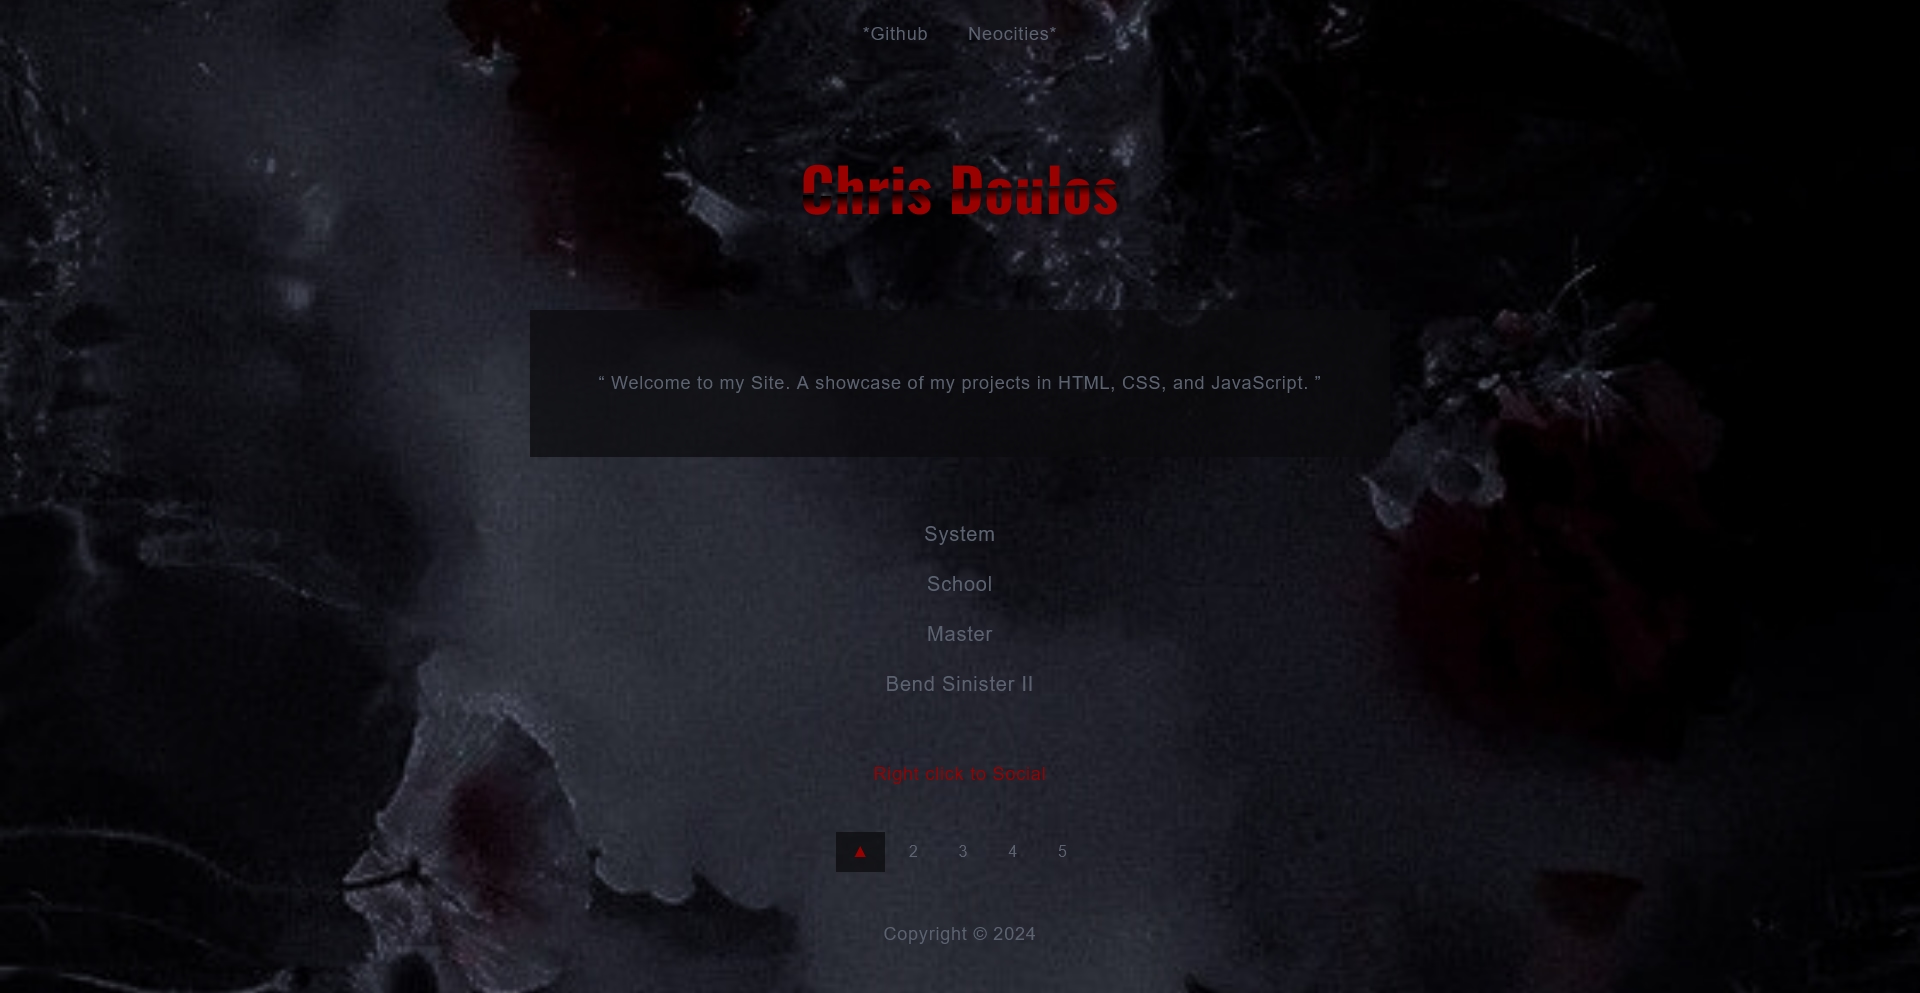 *Github Neocities*
Chris Doulos
“ Welcome to my Site. A showcase of my projects in HTML, CSS, and JavaScript. ”
System
School
Master
Bend Sinister II
Right click to Social
▲ 2 3 4 5
Copyright © 2024